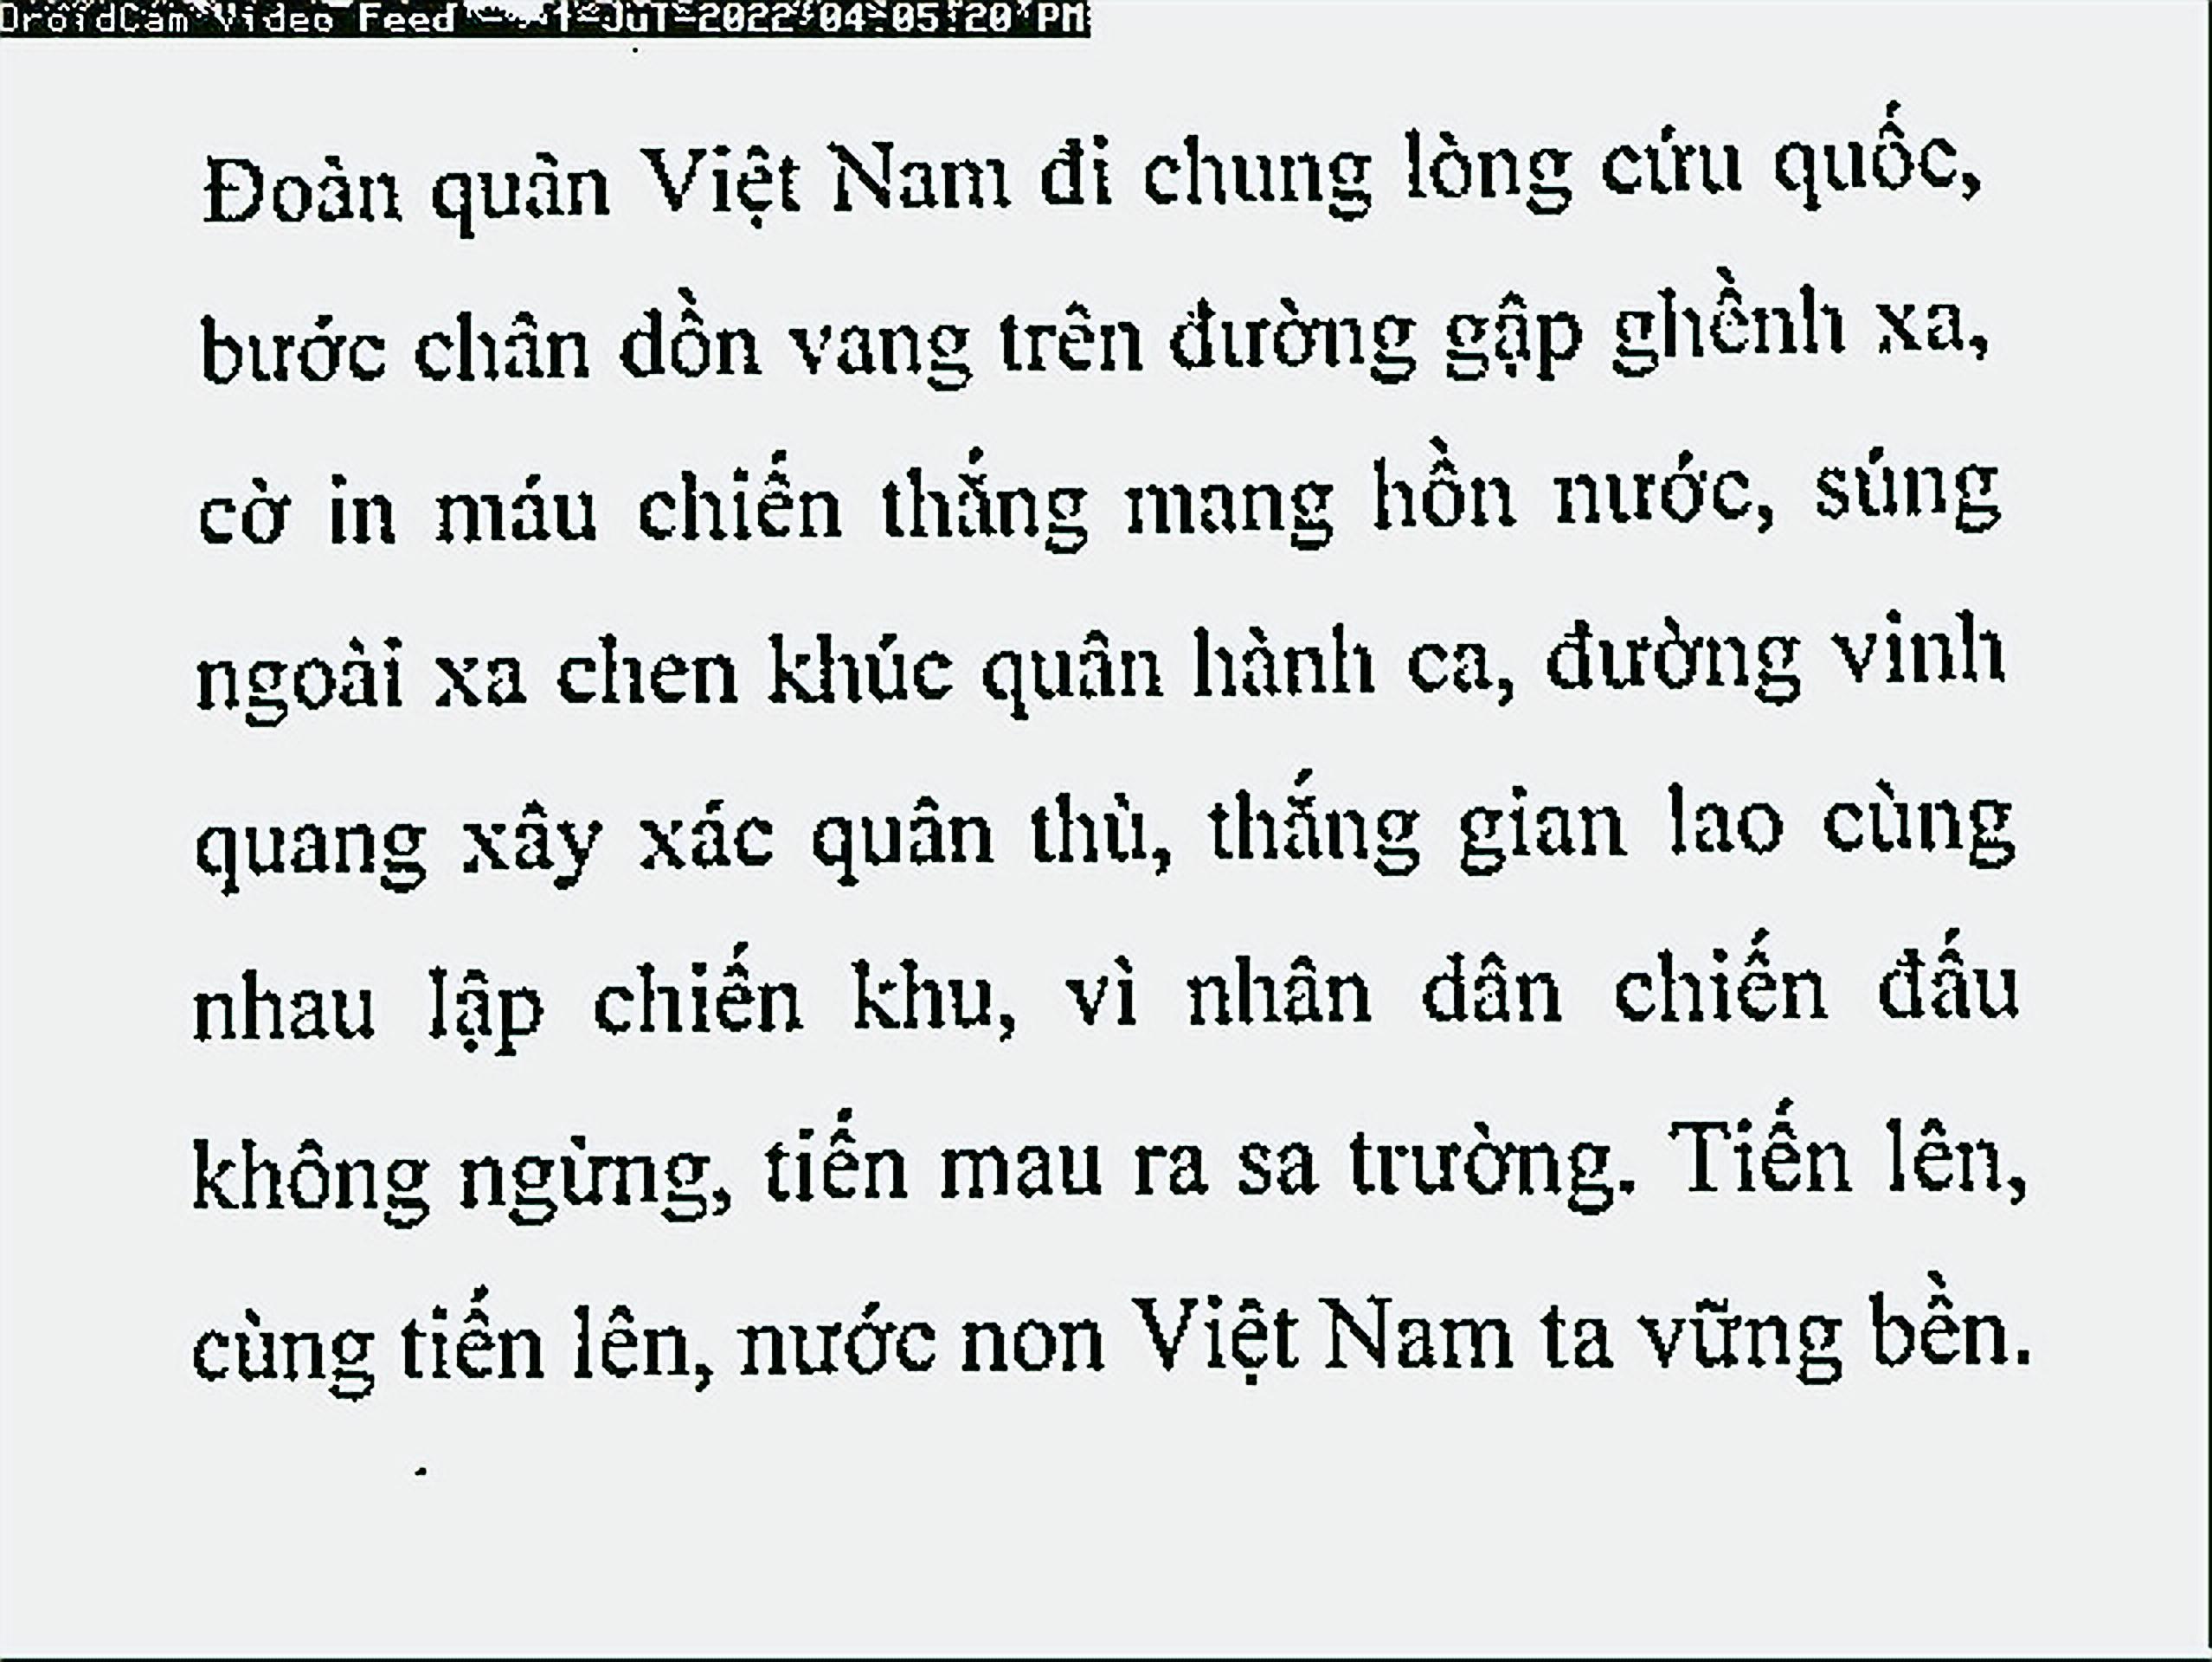 DroidCam Video Feed 1-Jul-2022 04:05:20 PM
Đoàn quân Việt Nam đi chung lòng cứu quốc,
bước chân dồn vang trên đường gập ghềnh xa,
cờ in máu chiến thắng mang hồn nước, súng
ngoài xa chen khúc quân hành ca, đường vinh
quang xây xác quân thù, thắng gian lao cùng
nhau lập chiến khu, vì nhân dân chiến đấu
không ngừng, tiến mau ra sa trường. Tiến lên,
cùng tiến lên, nước non Việt Nam ta vững bền.